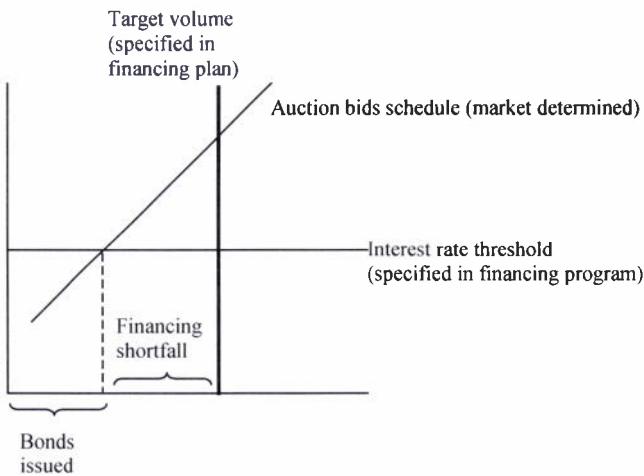 Target volume
(specified in
financing plan)
Auction bids schedule (market determined)
Interest rate threshold
(specified in financing program)
Financing
shortfall
Bonds
issued